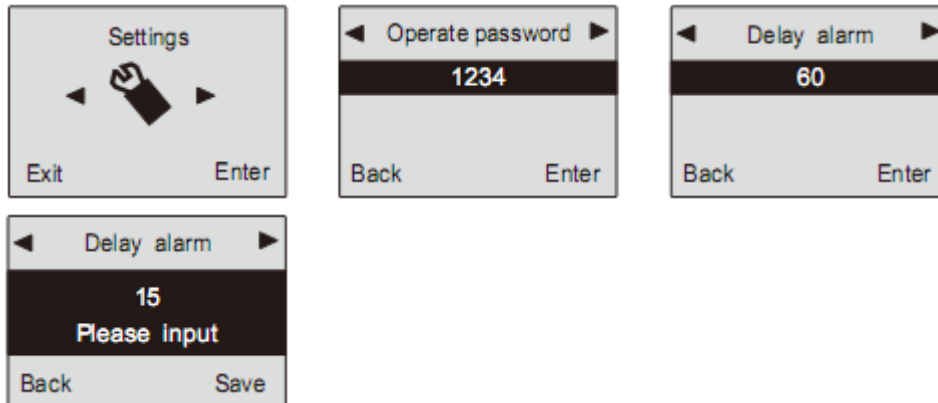 Settings
Exit Enter
Operate password
1234
Back Enter
Delay alarm
60
Back Enter
Delay alarm
15
Please input
Back Save